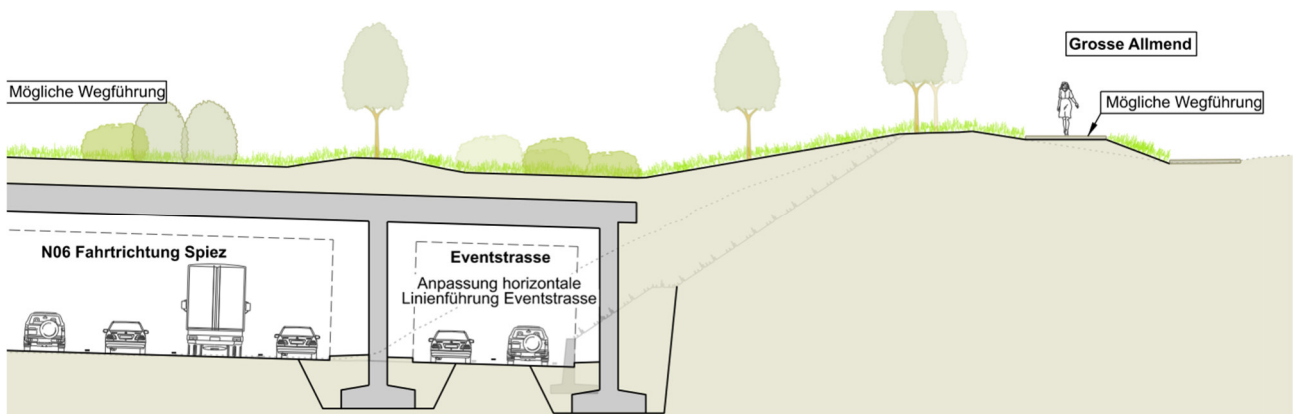 Grosse Allmend
Mögliche Wegführung
Mögliche Wegführung
N06 Fahrtrichtung Spiez
Eventstrasse
Anpassung horizontale
Linienführung Eventstrasse